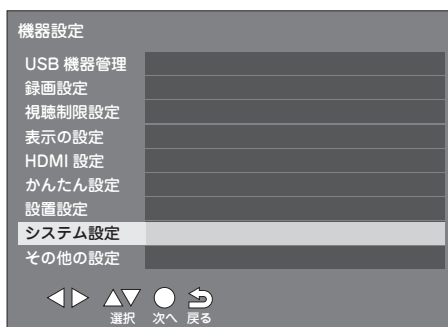 機器設定
USB 機器管理
録画設定
視聴制限設定
表示の設定
HDMI 設定
かんたん設定
設置設定
システム設定
その他の設定
選択 次へ 戻る